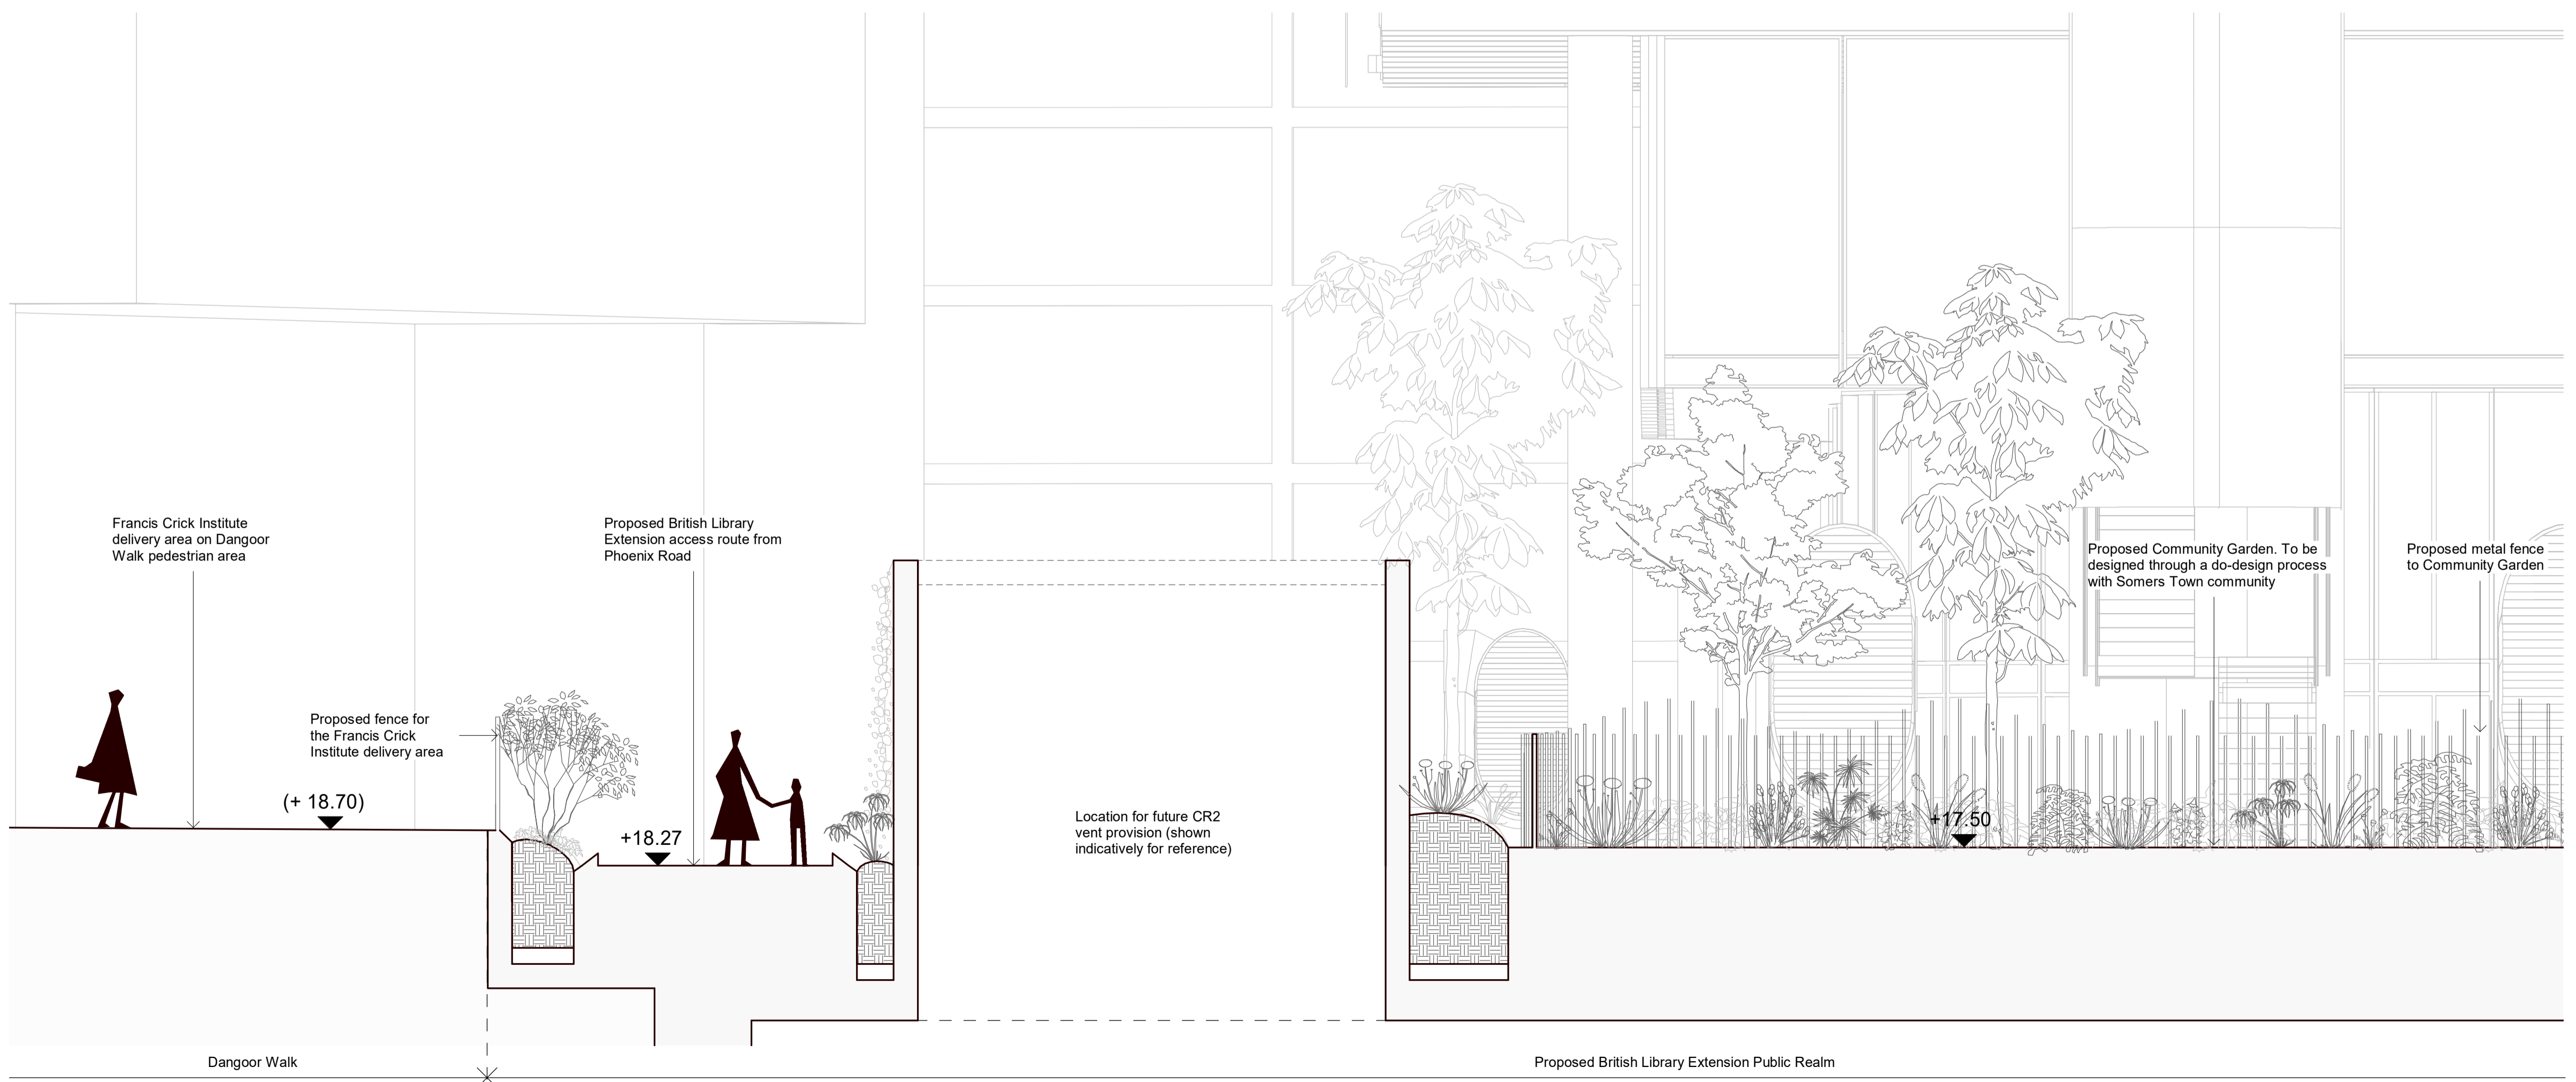 Francis Crick Institute
delivery area on Dangoor
Walk pedestrian area
Proposed British Library
Extension access route from
Phoenix Road
Proposed Community Garden. To be
designed through a do-design process
with Somers Town community
Proposed metal fence
to Community Garden
Proposed fence for
the Francis Crick
Institute delivery area
(+ 18.70)
+18.27
Location for future CR2
vent provision (shown
indicatively for reference)
+17.50
Dangoor Walk
Proposed British Library Extension Public Realm